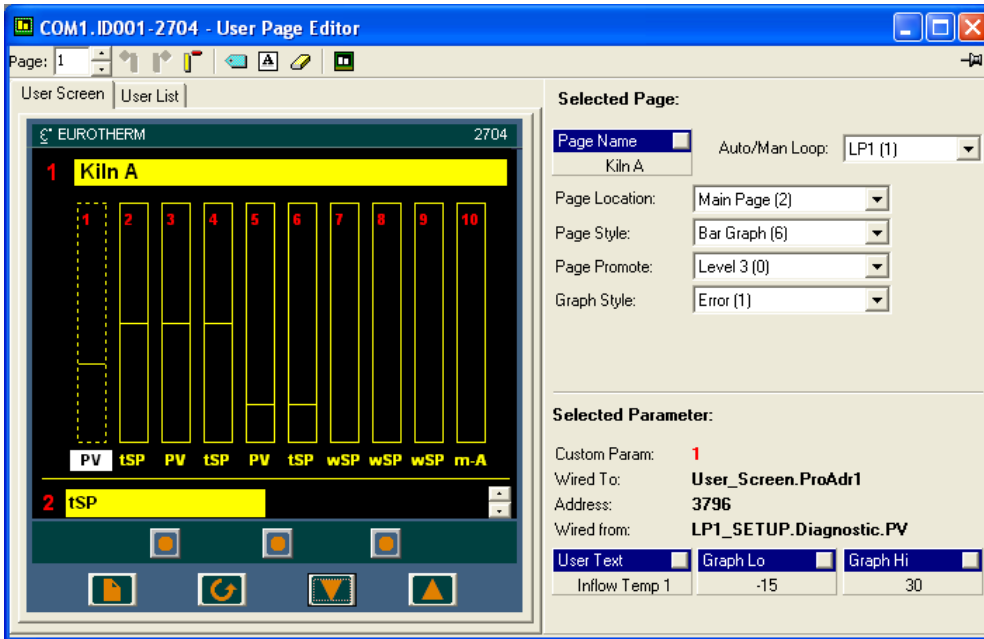 COM1.ID001-2704 - User Page Editor
Page: 1
A
User Screen User List
EUROTHERM 2704
1 Kiln A
1 2 3 4 5 6 7 8 9 10
PV tSP PV tSP PV tSP wSP wSP wSP m-A
2 tSP
Selected Page:
Page Name
Kiln A
Auto/Man Loop: LP1 (1)
Page Location: Main Page (2)
Page Style: Bar Graph (6)
Page Promote: Level 3 (0)
Graph Style: Error (1)
Selected Parameter:
Custom Param: 1
Wired To: User_Screen.ProAdr1
Address: 3796
Wired from: LP1_SETUP.Diagnostic.PV
User Text Graph Lo Graph Hi
Inflow Temp 1 -15 30